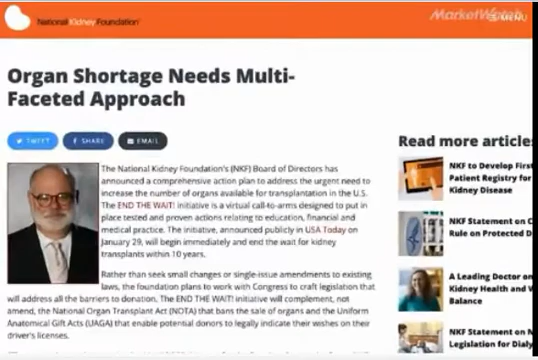 National Kidney Foundation
MarketWatch
MENU
Organ Shortage Needs Multi-
Faceted Approach
TWEET
SHARE
EMAIL
The National Kidney Foundation's (NKF) Board of Directors has
announced a comprehensive action plan to address the urgent need to
increase the number of organs available for transplantation in the U.S.
The END THE WAIT! initiative is a virtual call-to-arms designed to put in
place tested and proven actions relating to education, financial and
medical practice. The initiative, announced publicly in USA Today on
January 29, will begin immediately and end the wait for kidney
transplants within 10 years.
Rather than seek small changes or single-issue amendments to existing
laws, the foundation plans to work with Congress to craft legislation that
will address all the barriers to donation. The END THE WAIT! initiative will complement, not
amend, the National Organ Transplant Act (NOTA) that bans the sale of organs and the Uniform
Anatomical Gift Acts (UAGA) that enable potential donors to legally indicate their wishes on their
driver's licenses.
Read more articles
NKF to Develop First
Patient Registry for
Kidney Disease
NKF Statement on C
Rule on Protected D
A Leading Doctor on
Kidney Health and W
Balance
NKF Statement on N
Legislation for Dialy